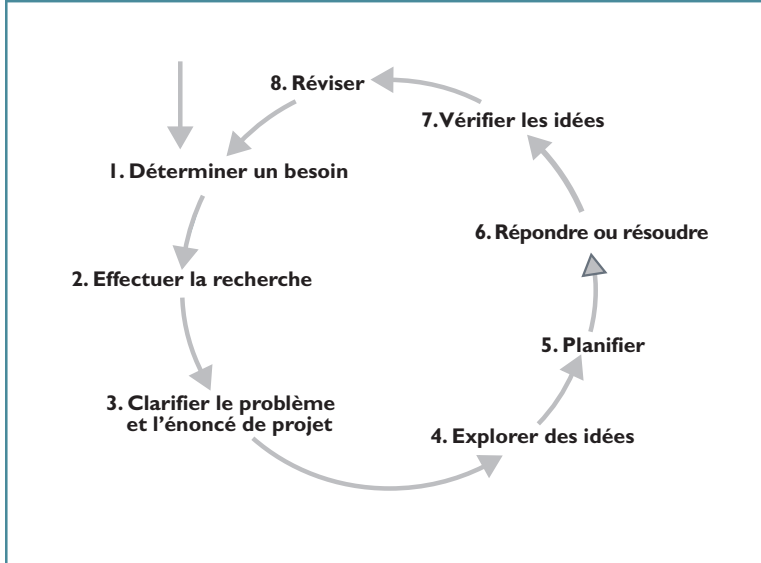 1. Déterminer un besoin
2. Effectuer la recherche
3. Clarifier le problème
et l'énoncé de projet
4. Explorer des idées
5. Planifier
6. Répondre ou résoudre
7. Vérifier les idées
8. Réviser